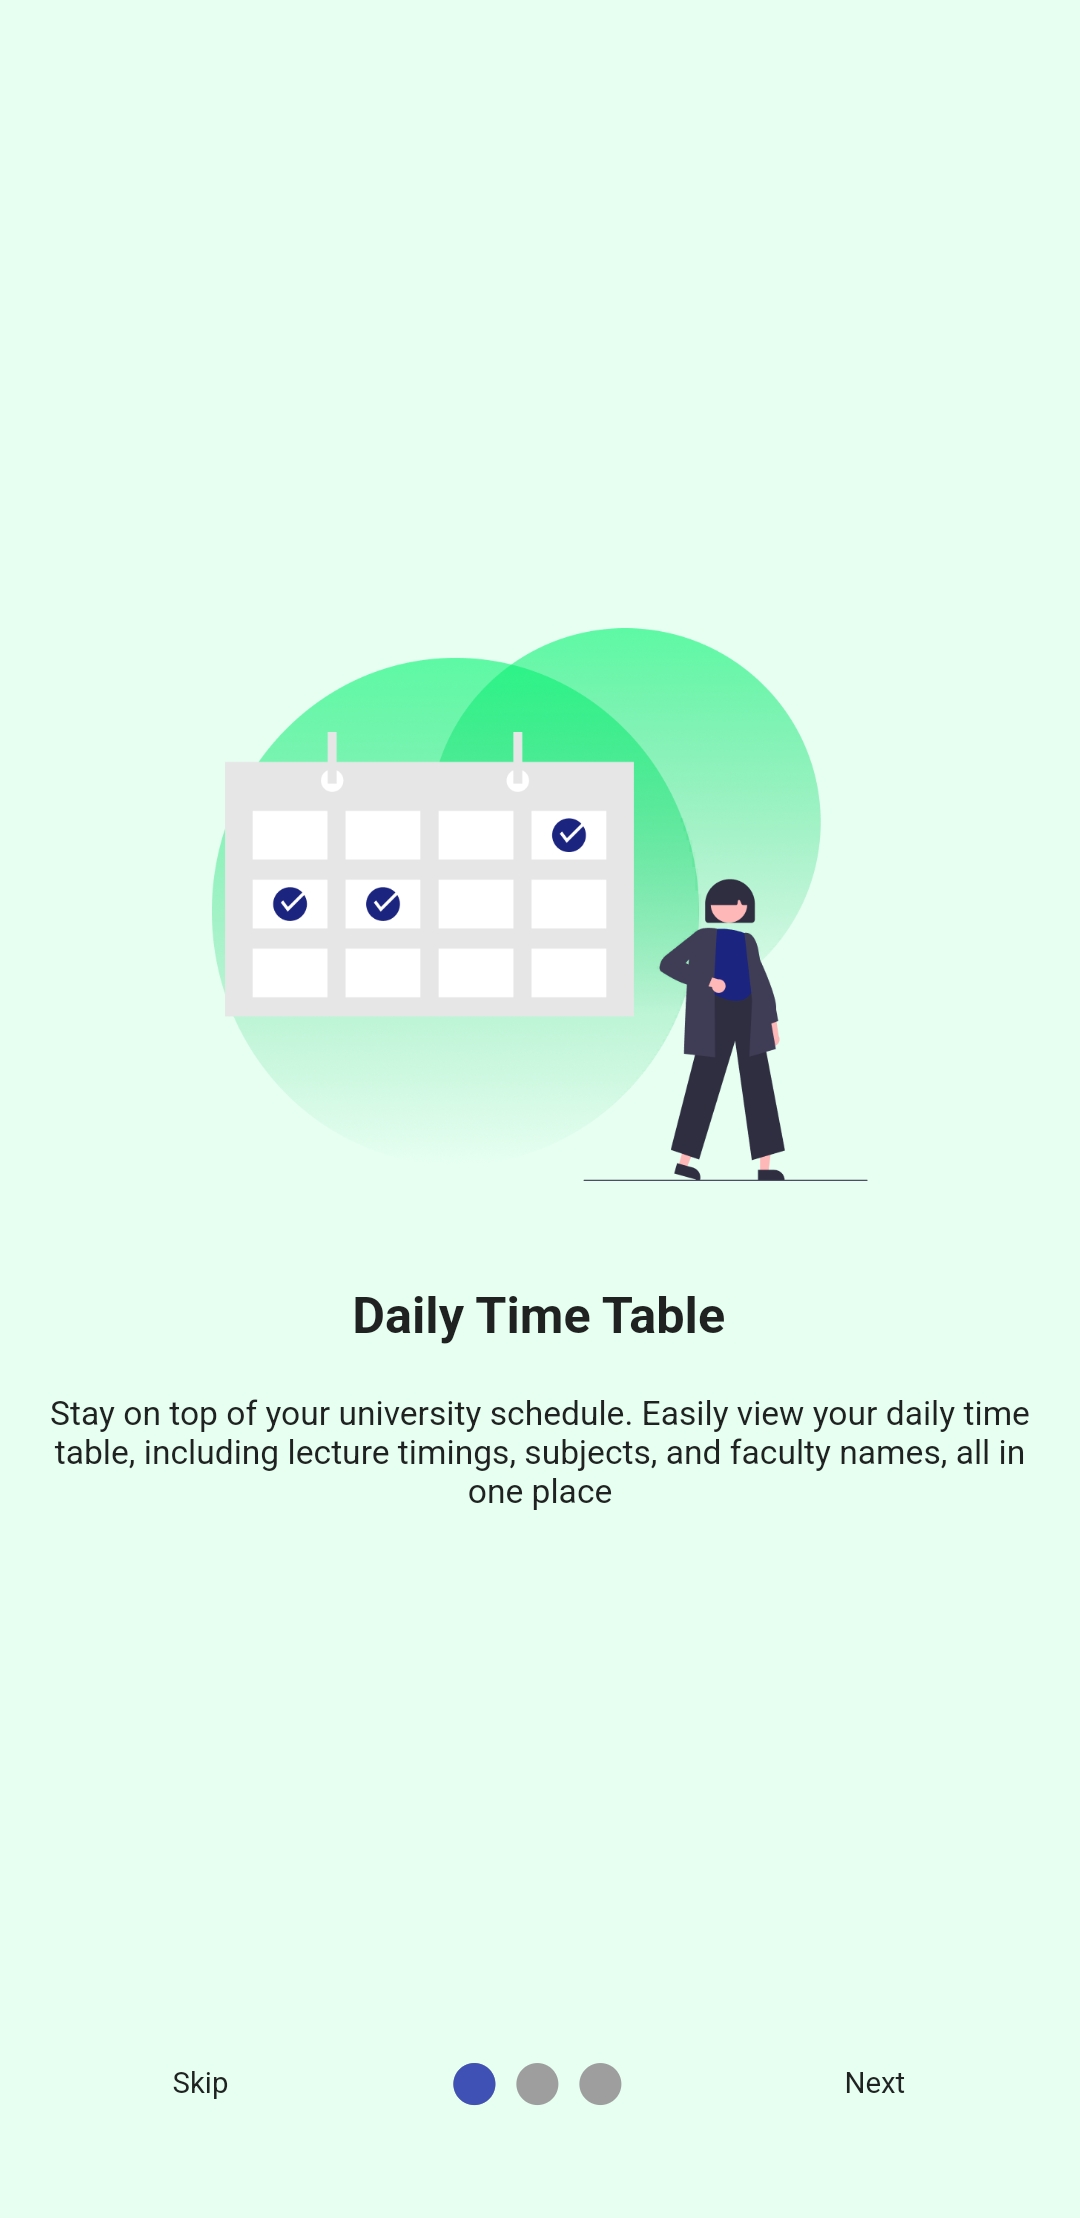 Daily Time Table
Stay on top of your university schedule. Easily view your daily time
table, including lecture timings, subjects, and faculty names, all in
one place
Skip
Next